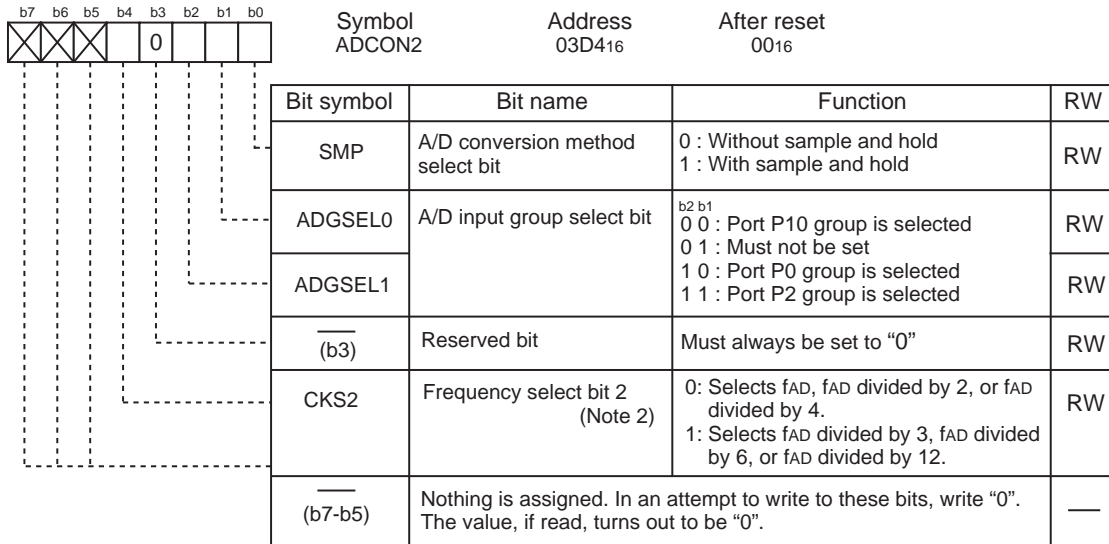 b7 b6 b5 b4 b3 b2 b1 b0
0
Symbol Address After reset
ADCON2 03D416 0016
Bit symbol Bit name Function RW
SMP
A/D conversion method
select bit
0 : Without sample and hold
1 : With sample and hold
RW
ADGSEL0
A/D input group select bit
b2 b1
0 0 : Port P10 group is selected
0 1 : Must not be set
1 0 : Port P0 group is selected
1 1 : Port P2 group is selected
RW
ADGSEL1
RW
(b3)
Reserved bit
Must always be set to “0”
RW
CKS2
Frequency select bit 2
(Note 2)
0: Selects fAD, fAD divided by 2, or fAD
divided by 4.
1: Selects fAD divided by 3, fAD divided
by 6, or fAD divided by 12.
RW
(b7-b5)
Nothing is assigned. In an attempt to write to these bits, write “0”.
The value, if read, turns out to be “0”.
—